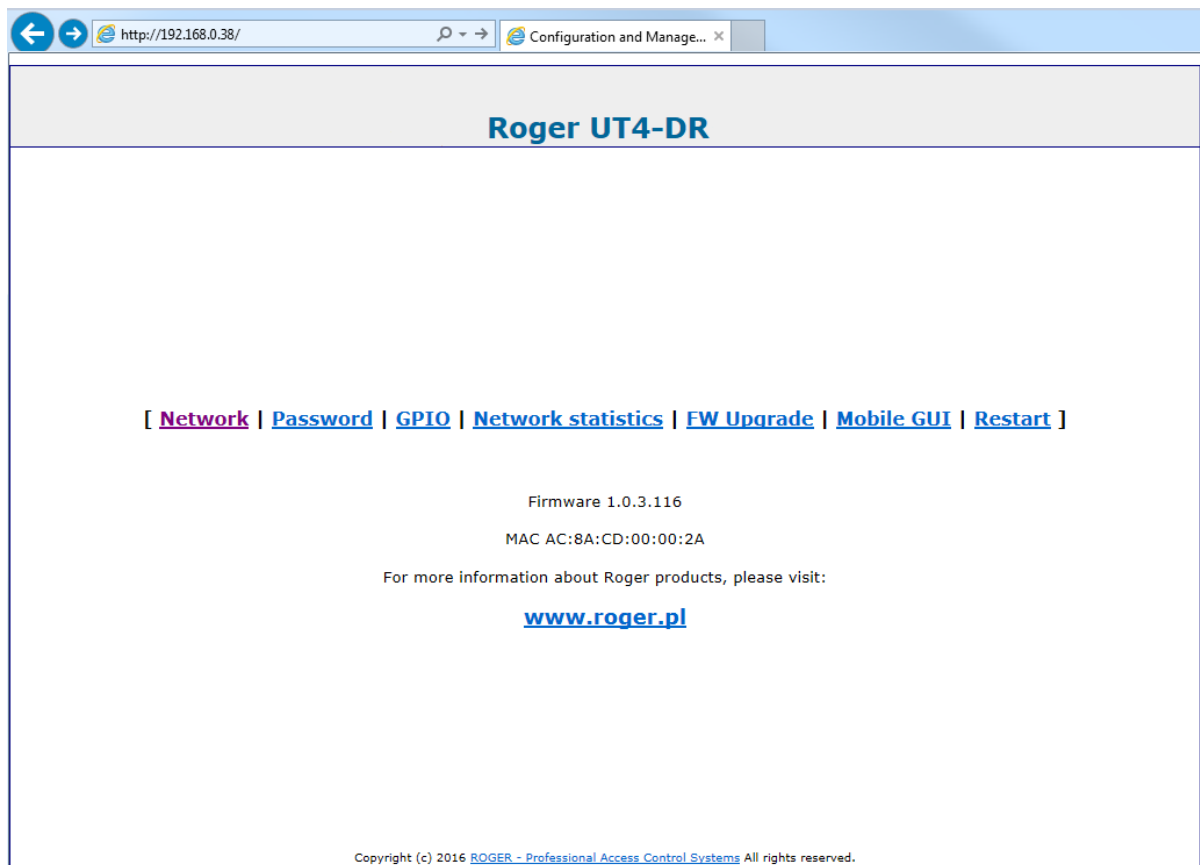 http://192.168.0.38/
Configuration and Manage...
Roger UT4-DR
[ Network | Password | GPIO | Network statistics | FW Upgrade | Mobile GUI | Restart ]
Firmware 1.0.3.116
MAC AC:8A:CD:00:00:2A
For more information about Roger products, please visit:
www.roger.pl
Copyright (c) 2016 ROGER - Professional Access Control Systems All rights reserved.